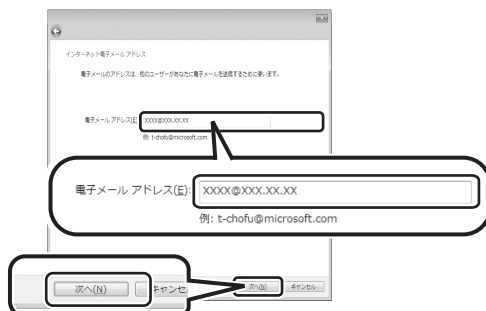 インターネット電子メール アドレス
電子メールのアドレスは、他のユーザーがあなたに電子メールを送信するために使います。
電子メール アドレス(E) XXXX@XXX.XX.XX
例: t-chofu@microsoft.com
電子メール アドレス(E): XXXX@XXX.XX.XX
例: t-chofu@microsoft.com
次へ(N) キャンセ
次へ(N) キャンセル